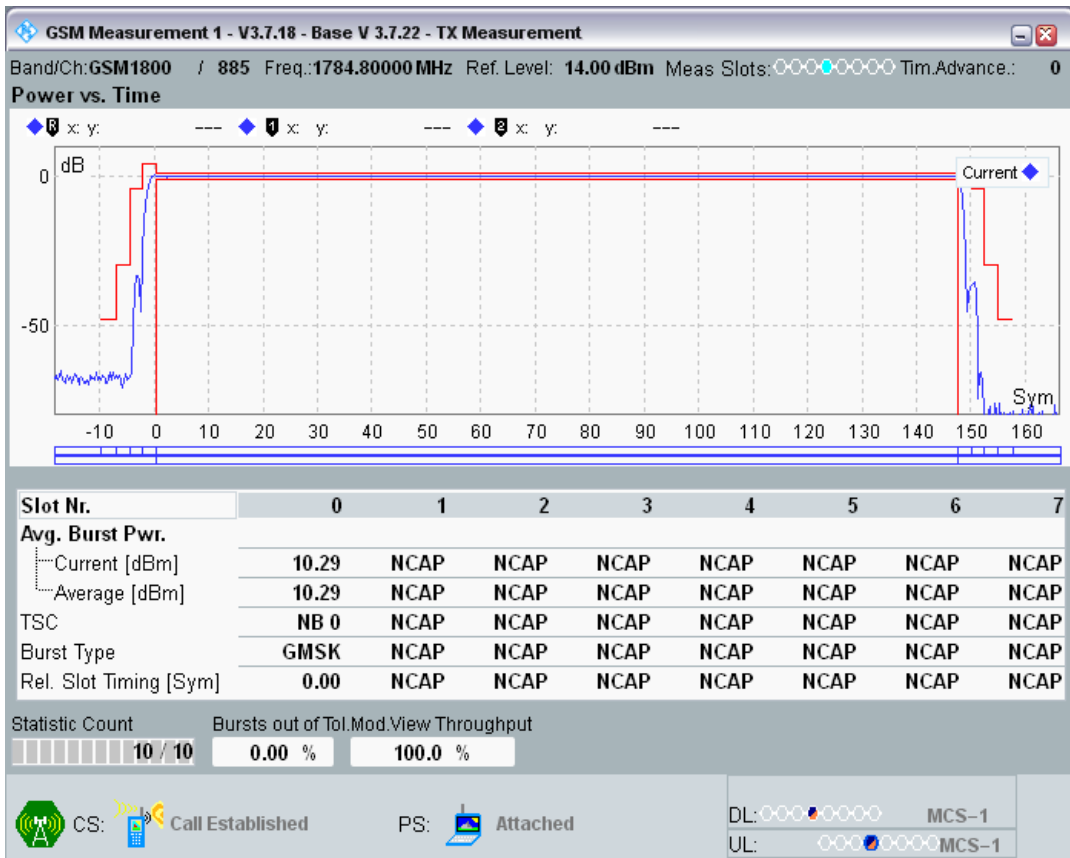 GSM Measurement 1 - V3.7.18 - Base V 3.7.22 - TX Measurement
Band/Ch:GSM1800 / 885 Freq.:1784.80000 MHz Ref. Level: 14.00 dBm Meas Slots: Tim.Advance.: 0
Power vs. Time
R x: y: --- 1 x: y: --- 2 x: y: ---
dB
0
Current
-50
Sym
-10 0 10 20 30 40 50 60 70 80 90 100 110 120 130 140 150 160
Slot Nr. 0 1 2 3 4 5 6 7
Avg. Burst Pwr.
Current [dBm] 10.29 NCAP NCAP NCAP NCAP NCAP NCAP NCAP
Average [dBm] 10.29 NCAP NCAP NCAP NCAP NCAP NCAP NCAP
TSC NB 0 NCAP NCAP NCAP NCAP NCAP NCAP NCAP
Burst Type GMSK NCAP NCAP NCAP NCAP NCAP NCAP NCAP
Rel. Slot Timing [Sym] 0.00 NCAP NCAP NCAP NCAP NCAP NCAP NCAP
Statistic Count Bursts out of Tol.Mod.View Throughput
10 / 10 0.00 % 100.0 %
CS: Call Established PS: Attached
DL: MCS-1
UL: MCS-1